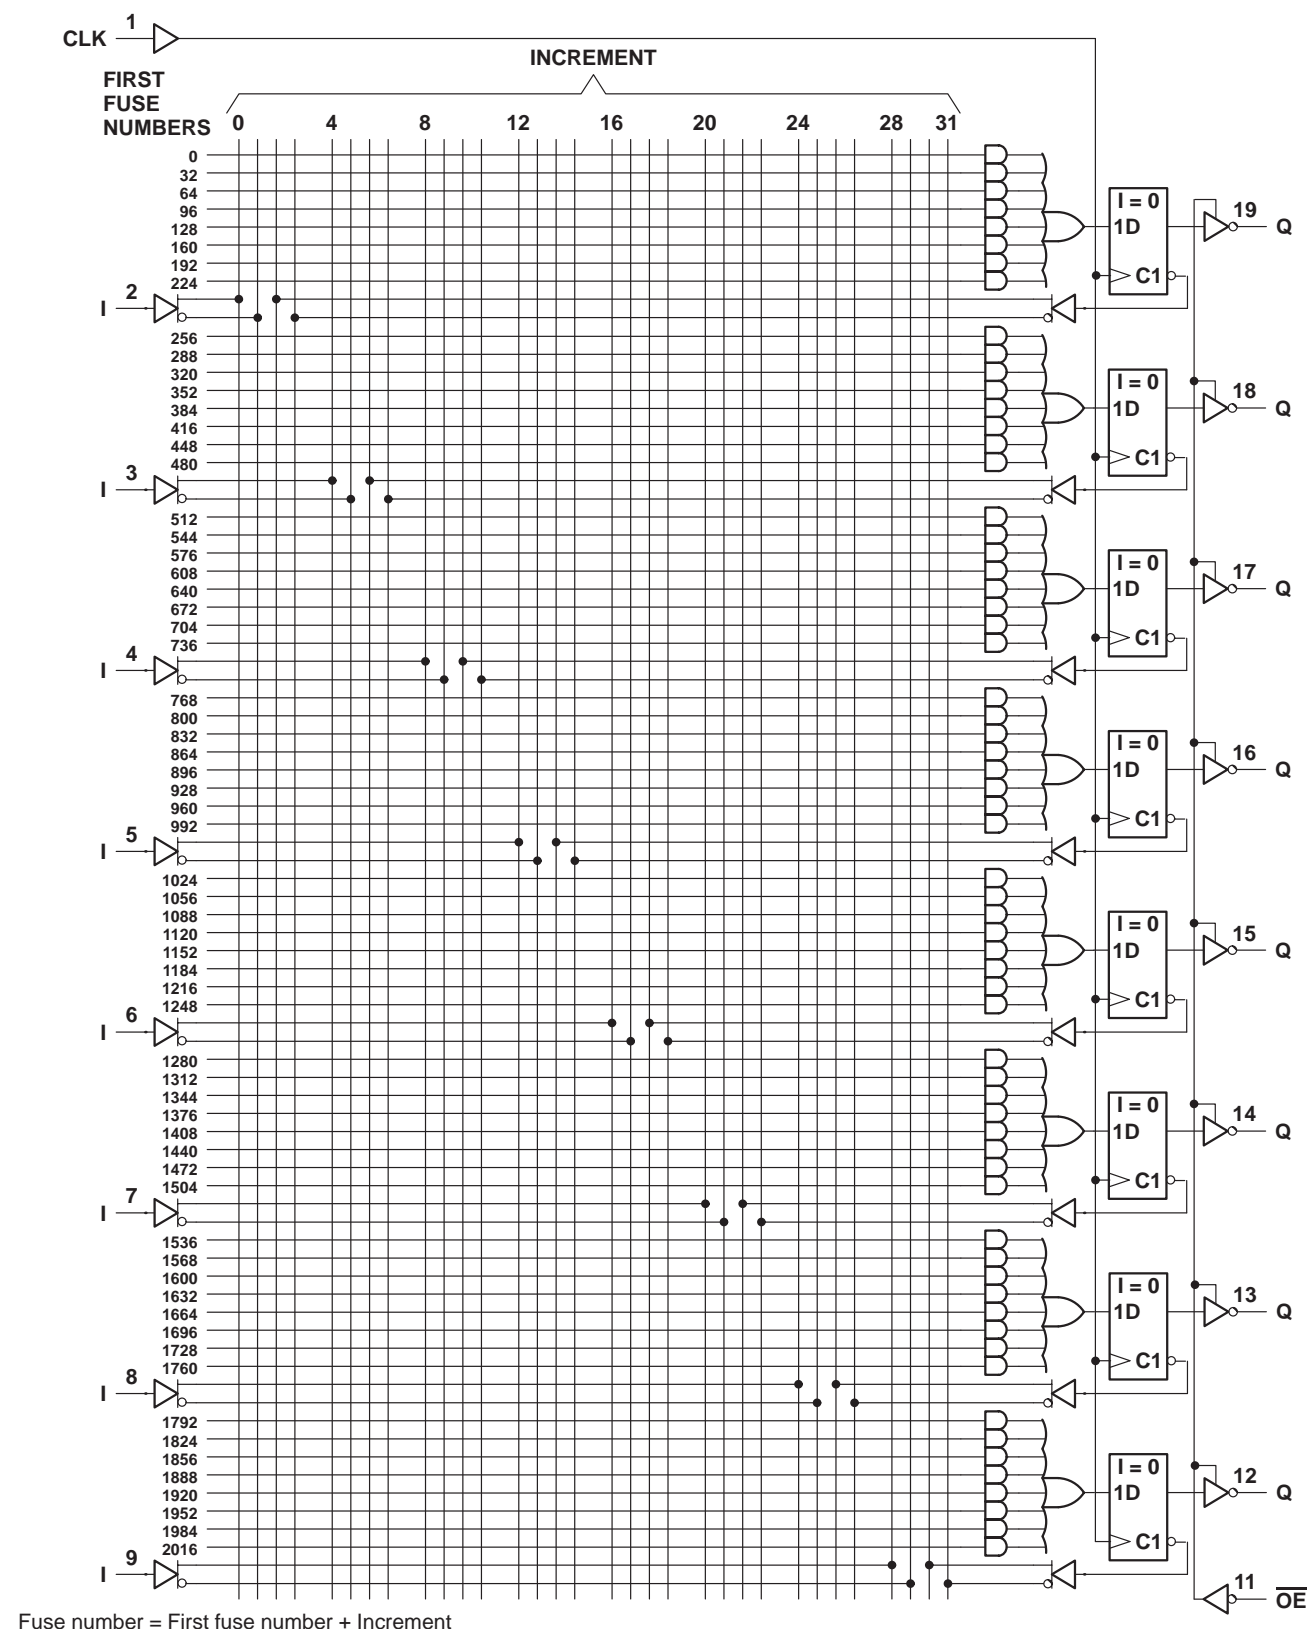 CLK 1
INCREMENT
FIRST
FUSE
NUMBERS 0 4 8 12 16 20 24 28 31
0
32
64
96
128
160
192
224
I = 0
1D
C1
19 Q
I 2
256
288
320
352
384
416
448
480
I = 0
1D
C1
18 Q
I 3
512
544
576
608
640
672
704
736
I = 0
1D
C1
17 Q
I 4
768
800
832
864
896
928
960
992
I = 0
1D
C1
16 Q
I 5
1024
1056
1088
1120
1152
1184
1216
1248
I = 0
1D
C1
15 Q
I 6
1280
1312
1344
1376
1408
1440
1472
1504
I = 0
1D
C1
14 Q
I 7
1536
1568
1600
1632
1664
1696
1728
1760
I = 0
1D
C1
13 Q
I 8
1792
1824
1856
1888
1920
1952
1984
2016
I = 0
1D
C1
12 Q
I 9
11 OE
Fuse number = First fuse number + Increment